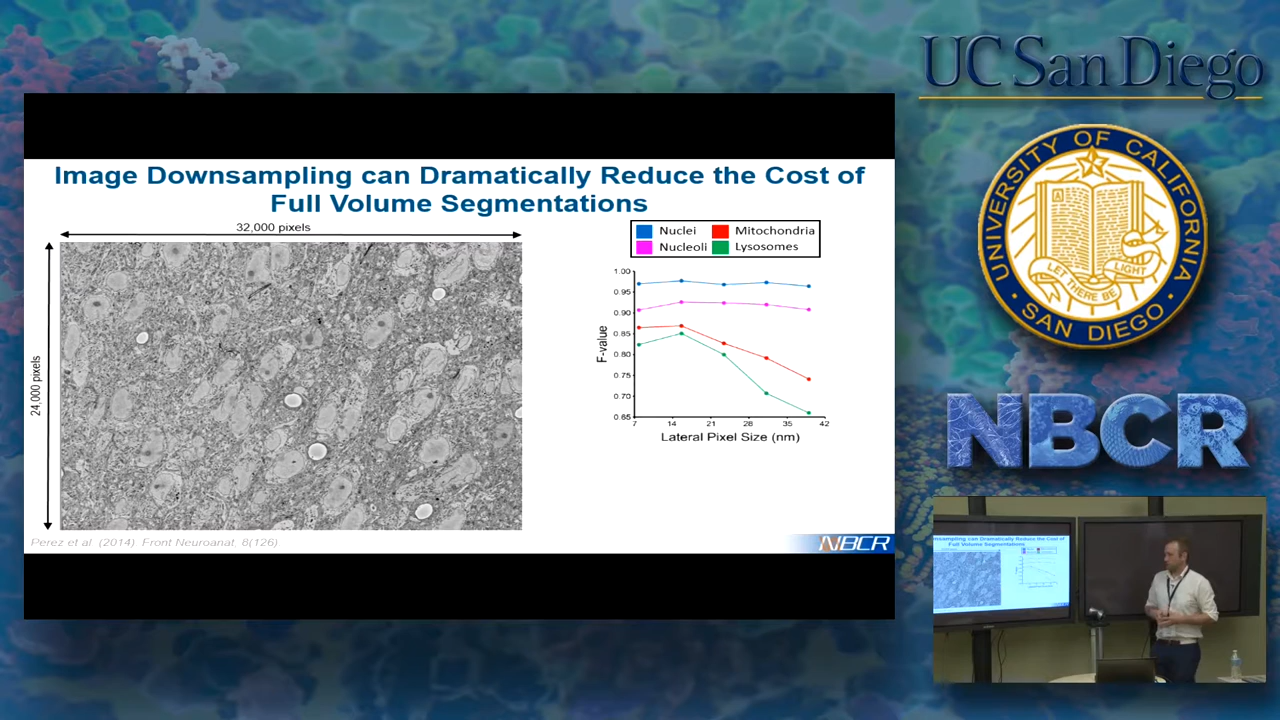 UC San Diego
Image Downsampling can Dramatically Reduce the Cost of
Full Volume Segmentations
32,000 pixels
24,000 pixels
Nuclei
Mitochondria
Nucleoli
Lysosomes
1.00
0.95
0.90
0.85
0.80
0.75
0.70
0.65
F-value
7 14 21 28 35 42
Lateral Pixel Size (nm)
Perez et al. (2014). Front Neuroanat. 8(126)
NBCR
UNIVERSITY OF CALIFORNIA
A
LET THERE BE
LIGHT
SAN DIEGO
NBCR
Full Volume Segmentations